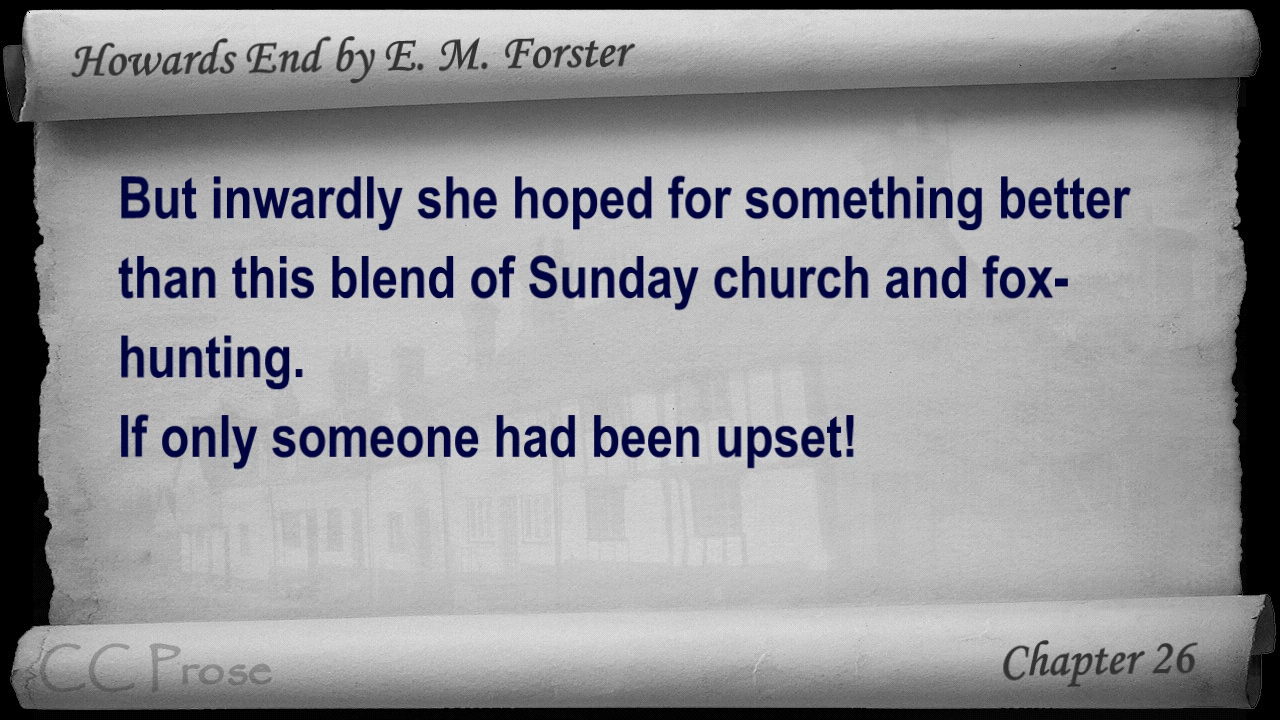 Howards End by E. M. Forster
But inwardly she hoped for something better
than this blend of Sunday church and fox-
hunting.
If only someone had been upset!
CC Prose
Chapter 26